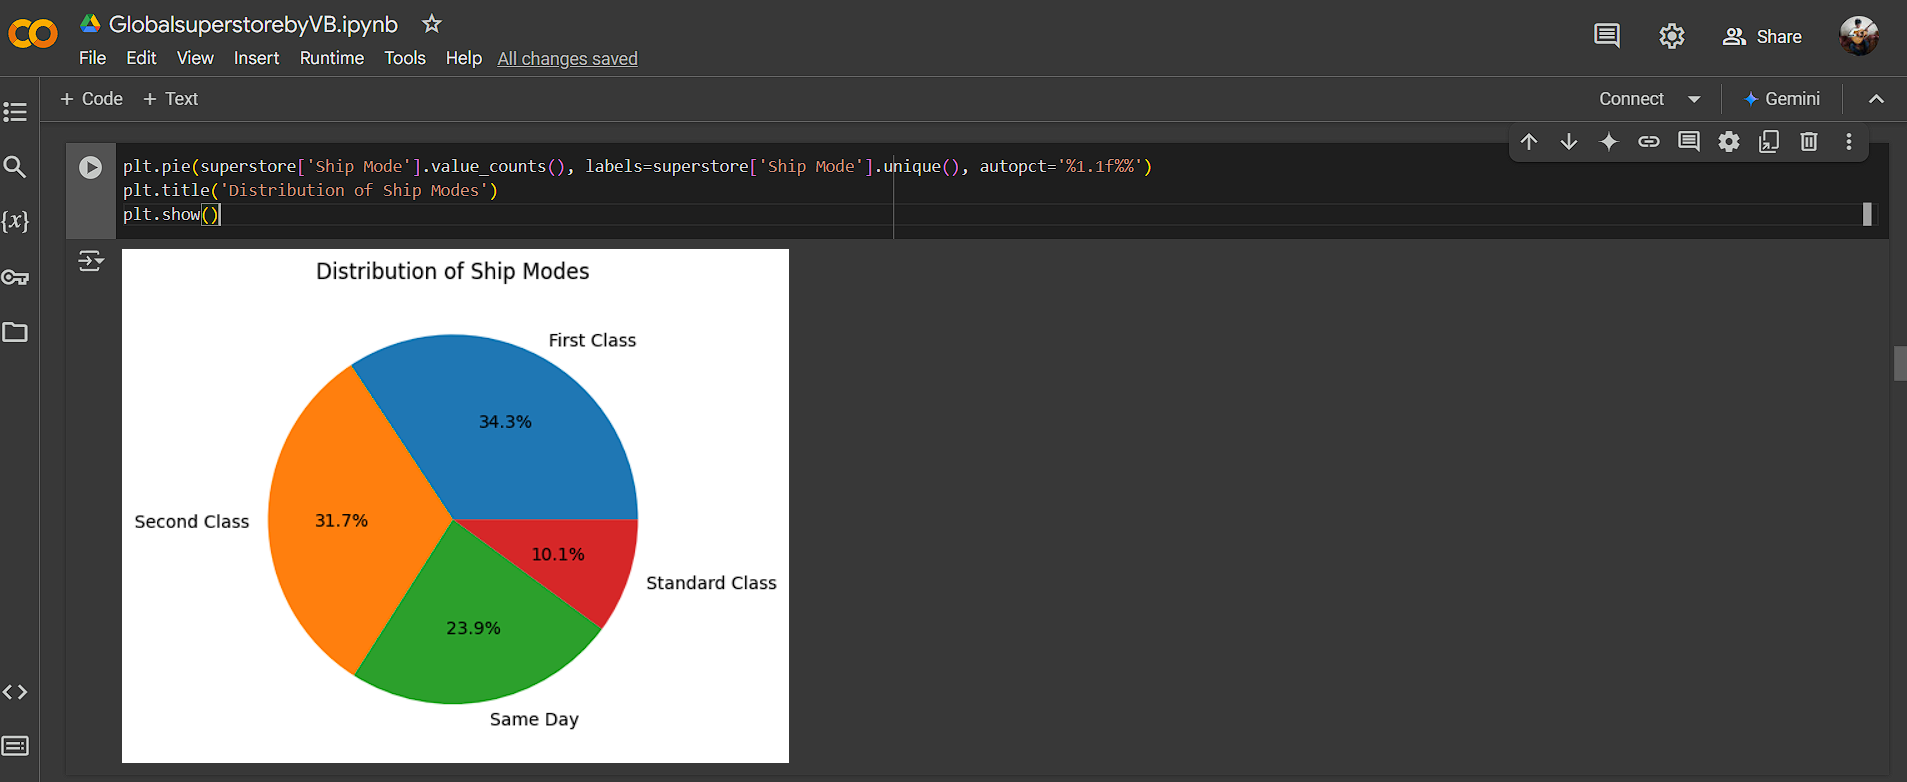 GlobalsuperstorebyVB.ipynb
File Edit View Insert Runtime Tools Help All changes saved
Share
+ Code + Text
Connect
Gemini
plt.pie(superstore['Ship Mode'].value_counts(), labels=superstore['Ship Mode'].unique(), autopct='%1.1f%%')
plt.title('Distribution of Ship Modes')
plt.show()
{x}
Distribution of Ship Modes
First Class
34.3%
Second Class
31.7%
10.1%
Standard Class
23.9%
Same Day